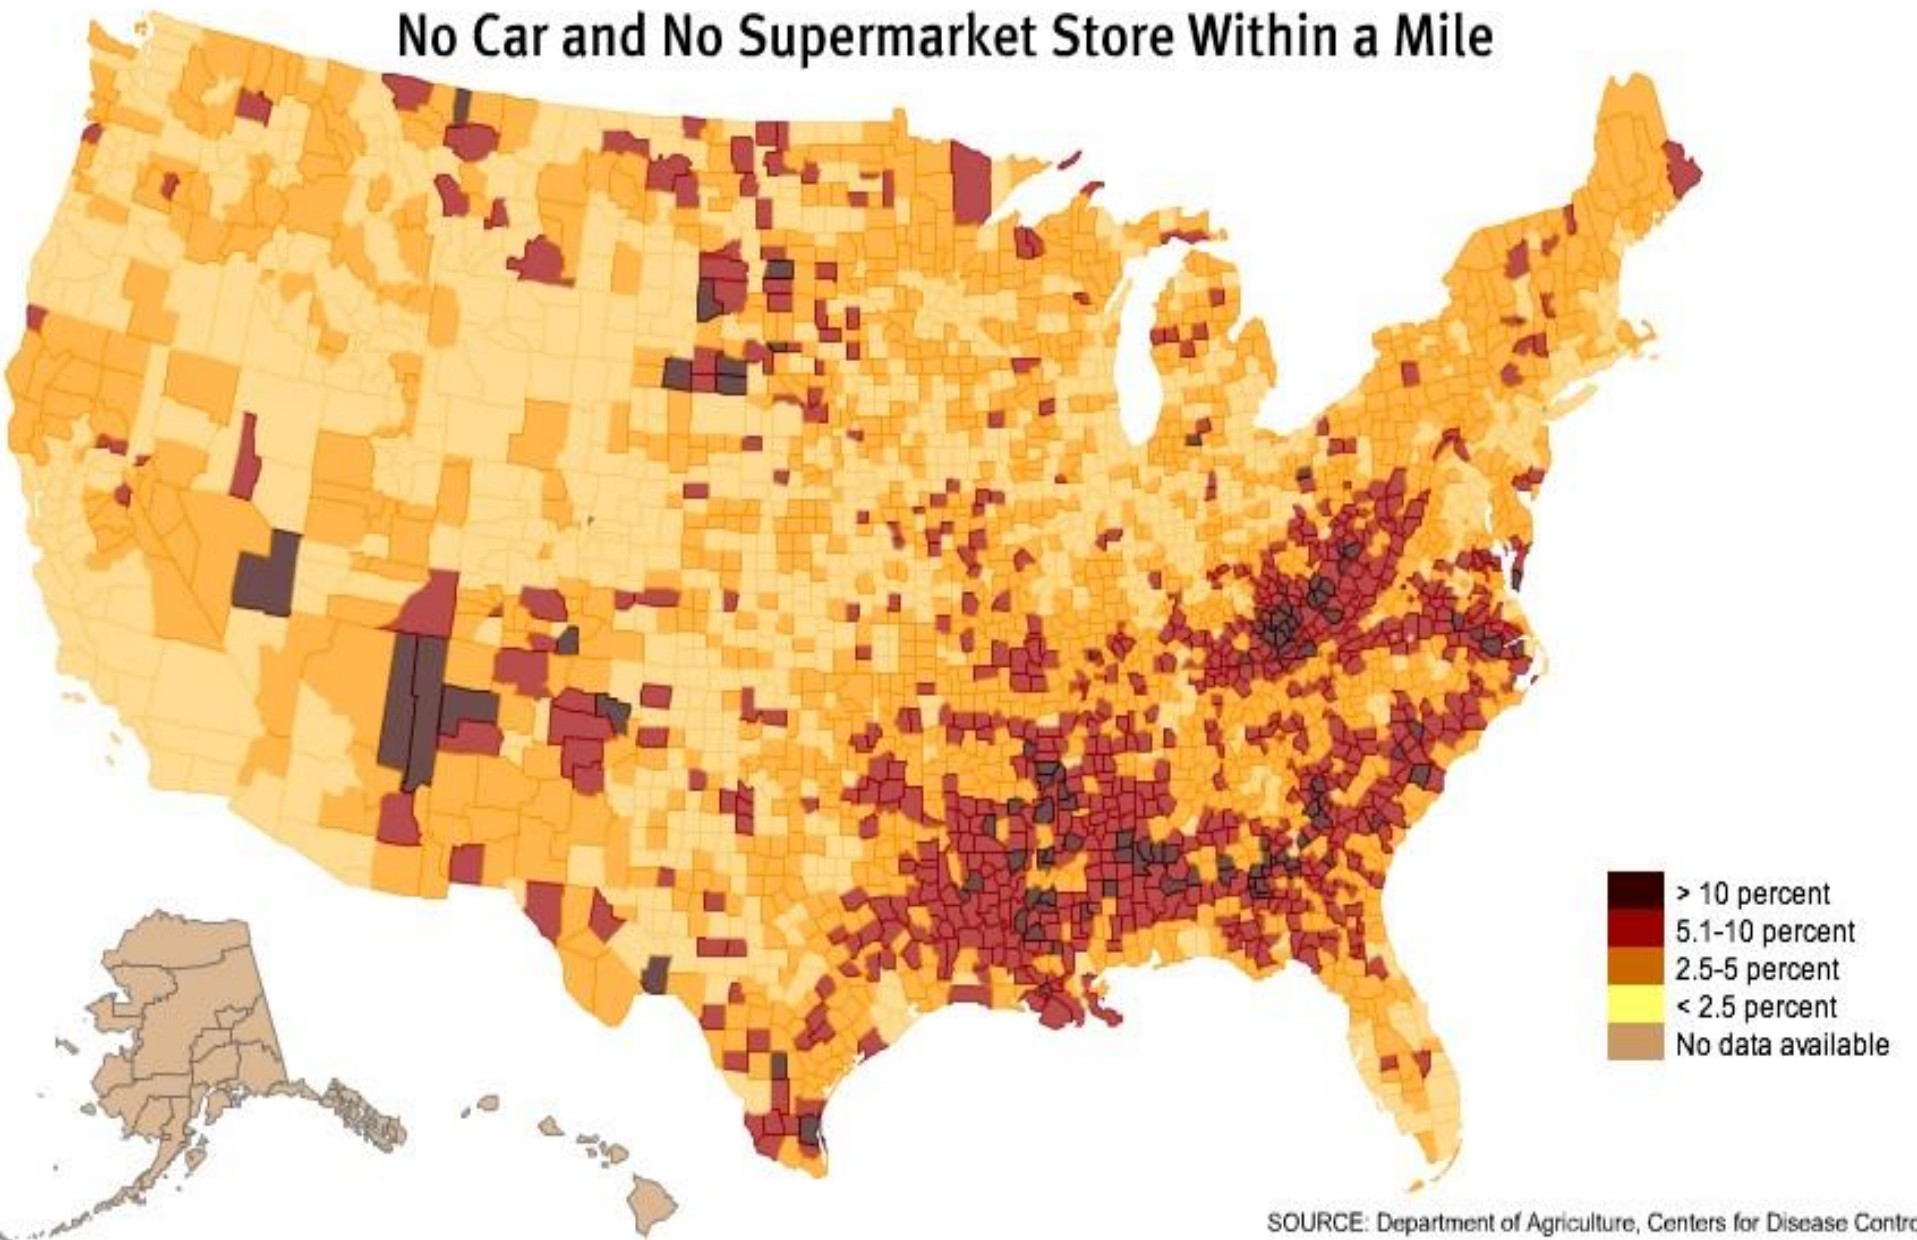 No Car and No Supermarket Store Within a Mile
> 10 percent
5.1-10 percent
2.5-5 percent
< 2.5 percent
No data available
SOURCE: Department of Agriculture, Centers for Disease Contro